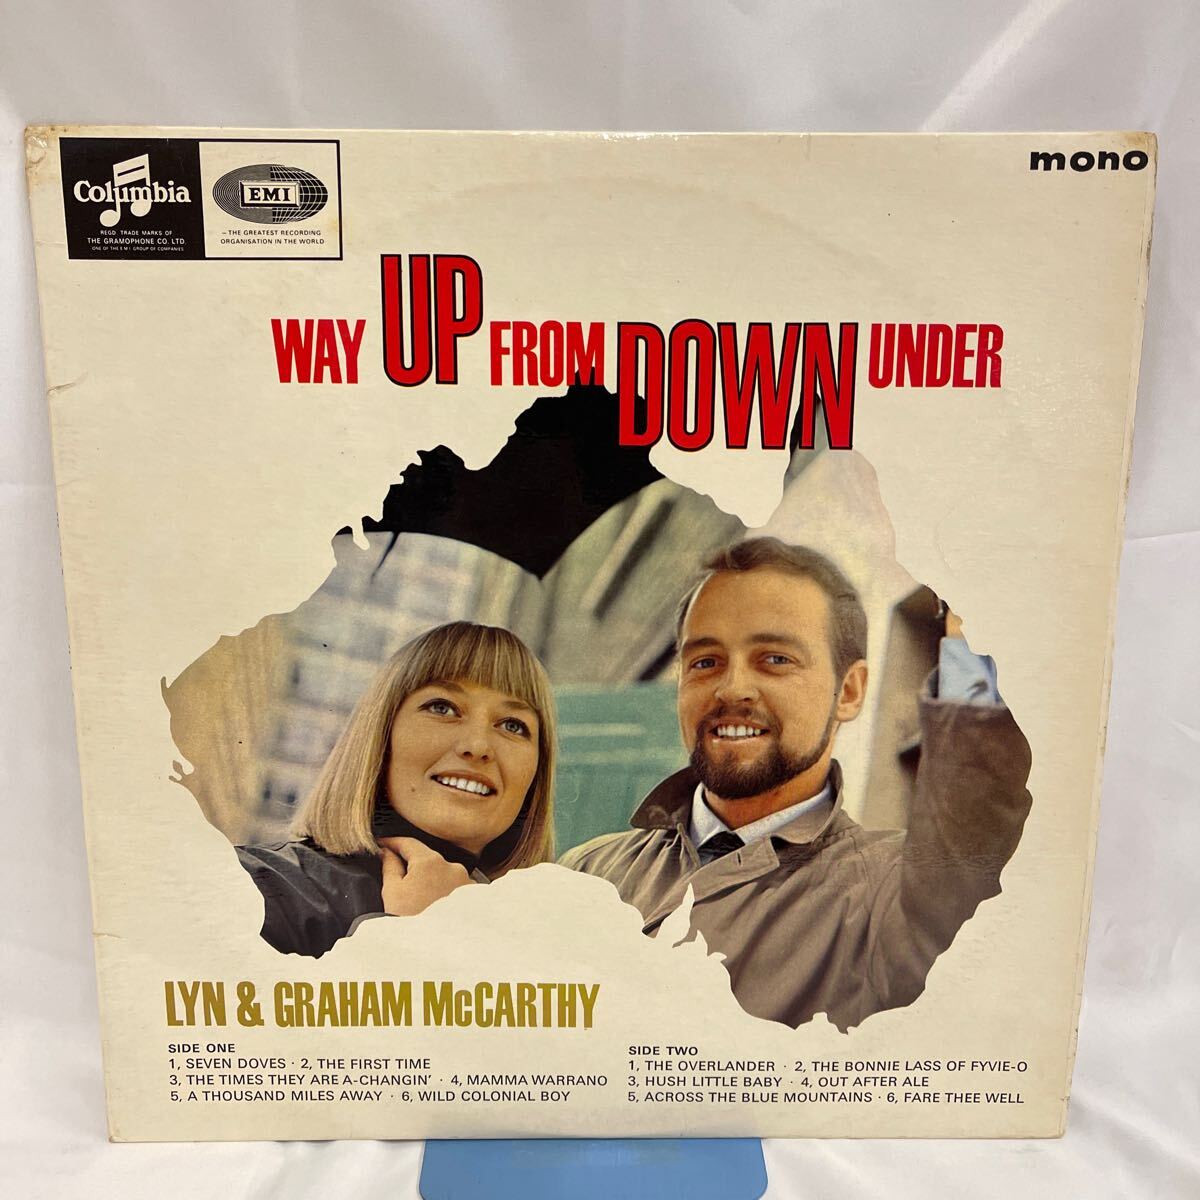 Columbia
REGD. TRADE MARKS OF
THE GRAMOPHONE CO. LTD.
ONE OF THE E M I GROUP OF COMPANIES
EMI
– THE GREATEST RECORDING
ORGANISATION IN THE WORLD
mono
WAY UP FROM DOWN UNDER
LYN & GRAHAM McCARTHY
SIDE ONE
1, SEVEN DOVES · 2, THE FIRST TIME
3, THE TIMES THEY ARE A-CHANGIN' · 4, MAMMA WARRANO
5, A THOUSAND MILES AWAY · 6, WILD COLONIAL BOY
SIDE TWO
1, THE OVERLANDER · 2, THE BONNIE LASS OF FYVIE-O
3, HUSH LITTLE BABY · 4, OUT AFTER ALE
5, ACROSS THE BLUE MOUNTAINS · 6, FARE THEE WELL